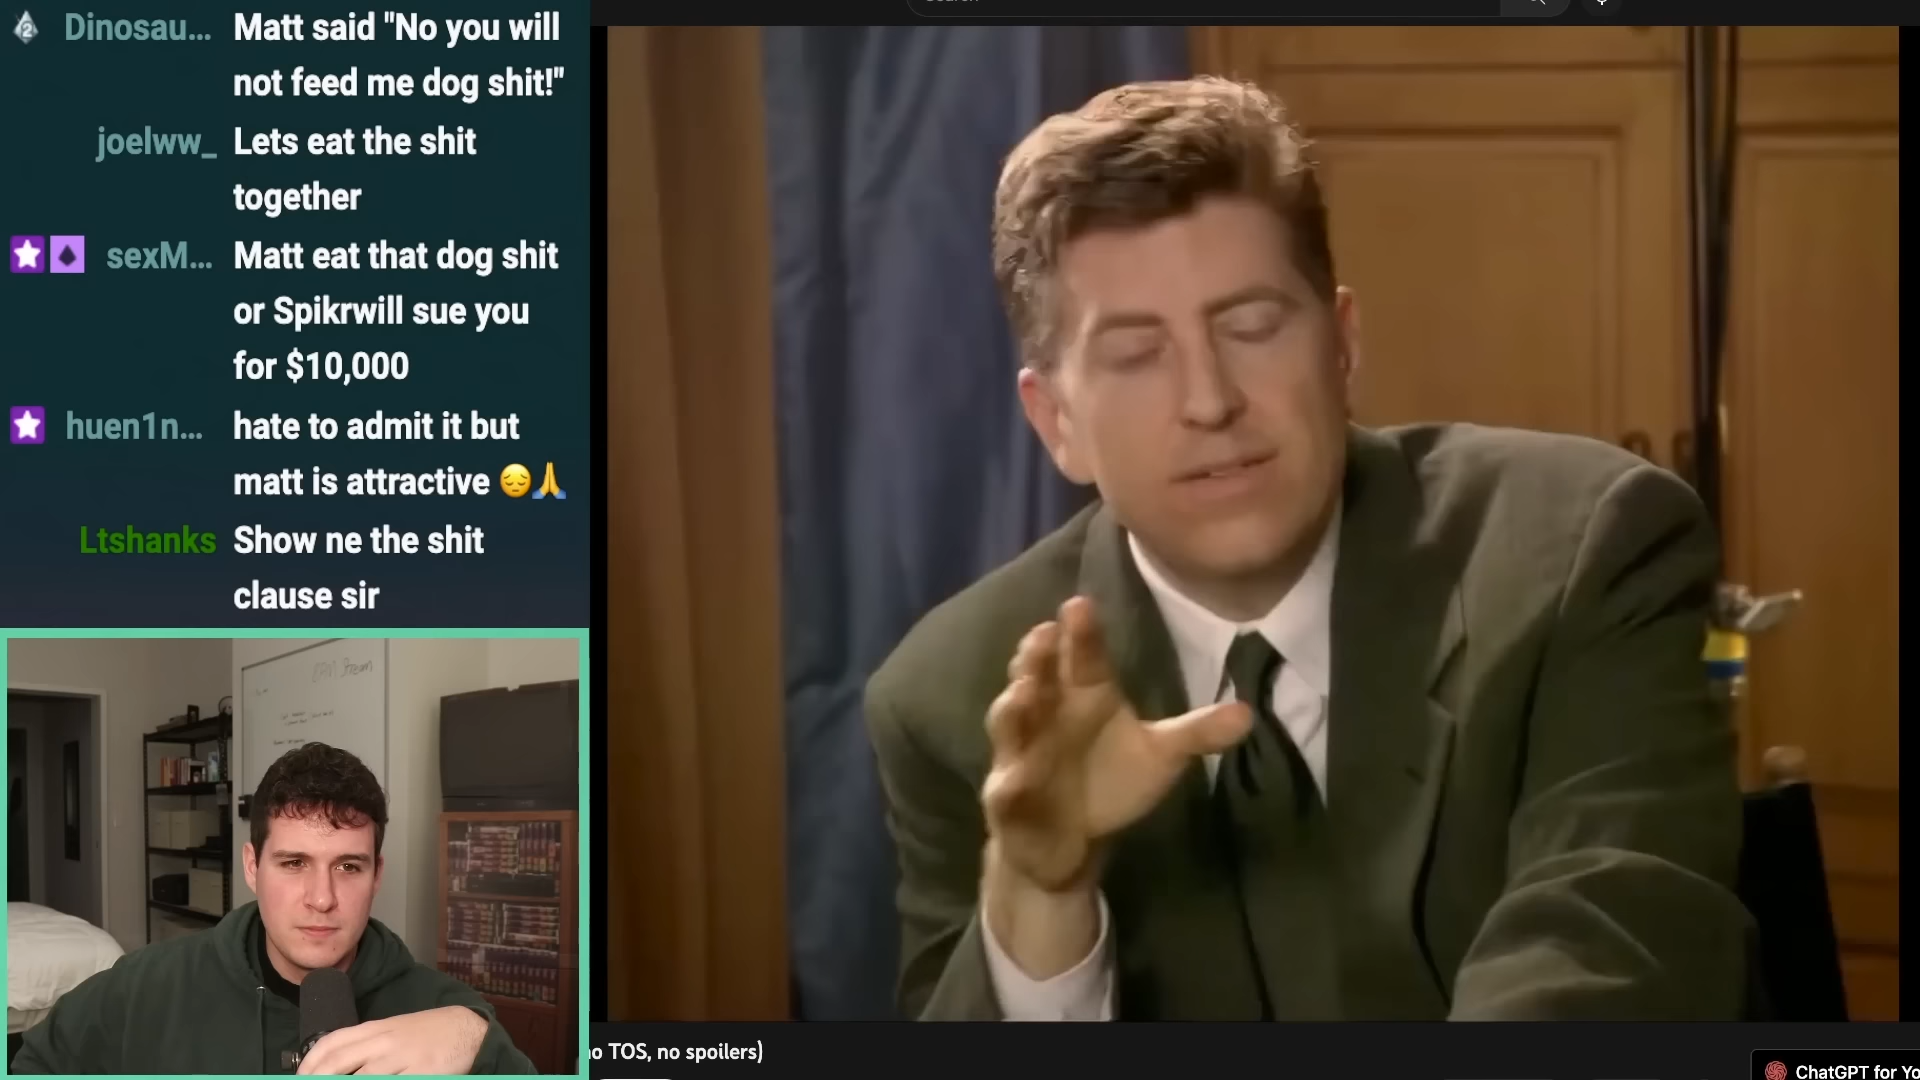 Search
Dinosau... Matt said "No you will
not feed me dog shit!"
joelww_ Lets eat the shit
together
sexM... Matt eat that dog shit
or Spikrwill sue you
for $10,000
huen1n... hate to admit it but
matt is attractive 😔🙏
Ltshanks Show ne the shit
clause sir
no TOS, no spoilers)
ChatGPT for Yo